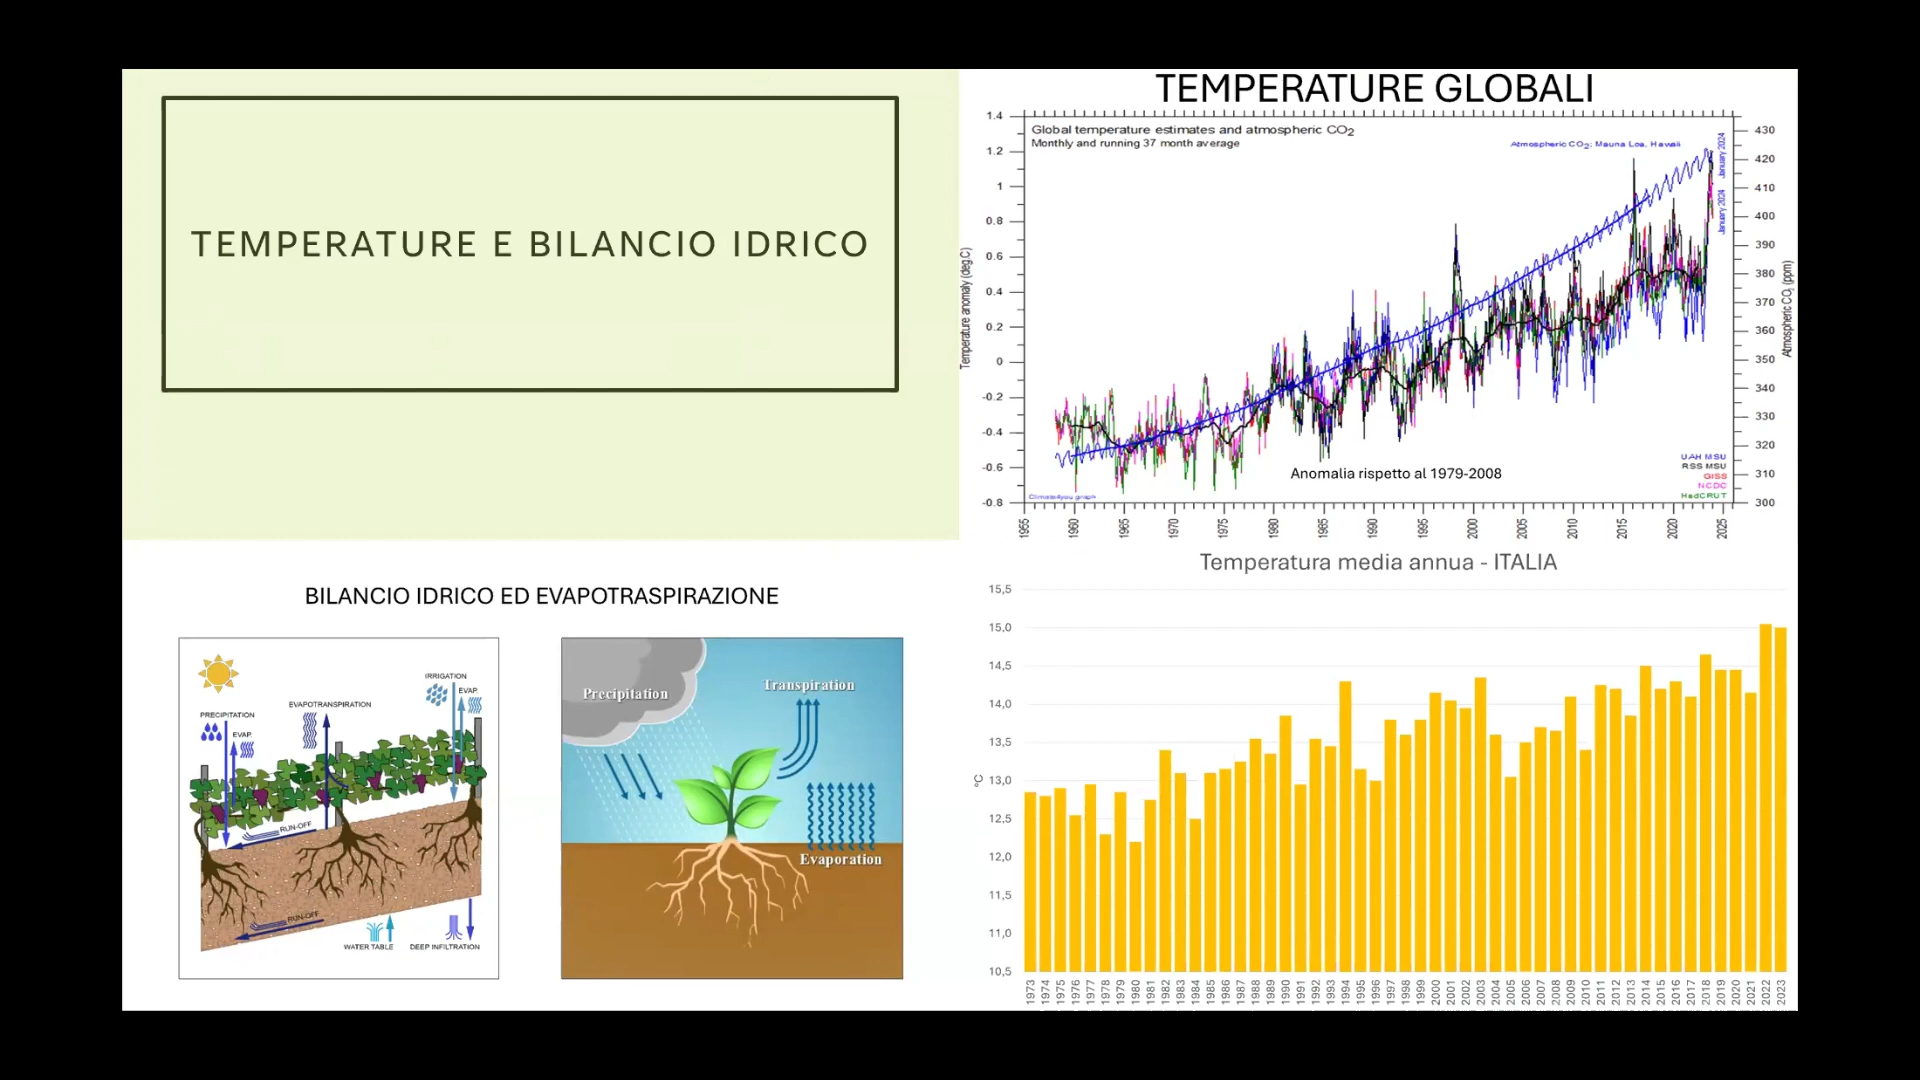 TEMPERATURE E BILANCIO IDRICO
TEMPERATURE GLOBALI
Global temperature estimates and atmospheric CO2
Monthly and running 37 month average
Atmospheric CO2: Mauna Loa, Hawaii
January 2024
January 2024
Temperature anomaly (deg.C)
1.4
1.2
1
0.8
0.6
0.4
0.2
0
-0.2
-0.4
-0.6
-0.8
430
420
410
400
390
380
370
360
350
340
330
320
310
300
Atmospheric CO2 (ppm)
Anomalia rispetto al 1979-2008
UAH MSU
RSS MSU
GISS
NCDC
HadCRUT
Climate4you graph
1955 1960 1965 1970 1975 1980 1985 1990 1995 2000 2005 2010 2015 2020 2025
BILANCIO IDRICO ED EVAPOTRASPIRAZIONE
IRRIGATION
EVAP.
EVAPOTRANSPIRATION
PRECIPITATION
EVAP.
RUN-OFF
RUN-OFF
WATER TABLE
DEEP INFILTRATION
Precipitation
Transpiration
Evaporation
Temperatura media annua - ITALIA
°C
15,5
15,0
14,5
14,0
13,5
13,0
12,5
12,0
11,5
11,0
10,5
1973 1974 1975 1976 1977 1978 1979 1980 1981 1982 1983 1984 1985 1986 1987 1988 1989 1990 1991 1992 1993 1994 1995 1996 1997 1998 1999 2000 2001 2002 2003 2004 2005 2006 2007 2008 2009 2010 2011 2012 2013 2014 2015 2016 2017 2018 2019 2020 2021 2022 2023